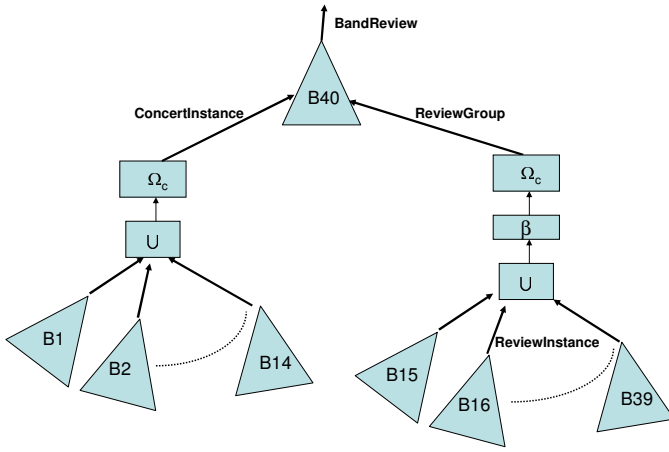 BandReview
B40
ConcertInstance
ReviewGroup
Ωc
Ωc
β
U
U
B1
B2
B14
ReviewInstance
B15
B16
B39